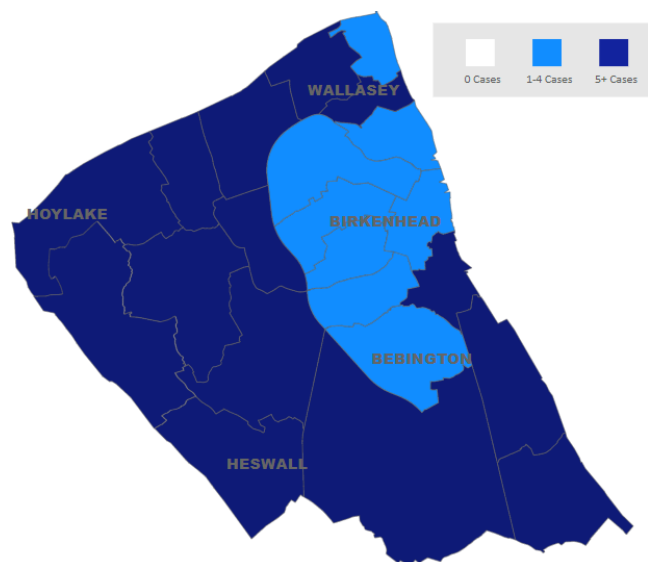 0 Cases
1-4 Cases
5+ Cases
WALLASEY
HOYLAKE
BIRKENHEAD
BEBINGTON
HESWALL